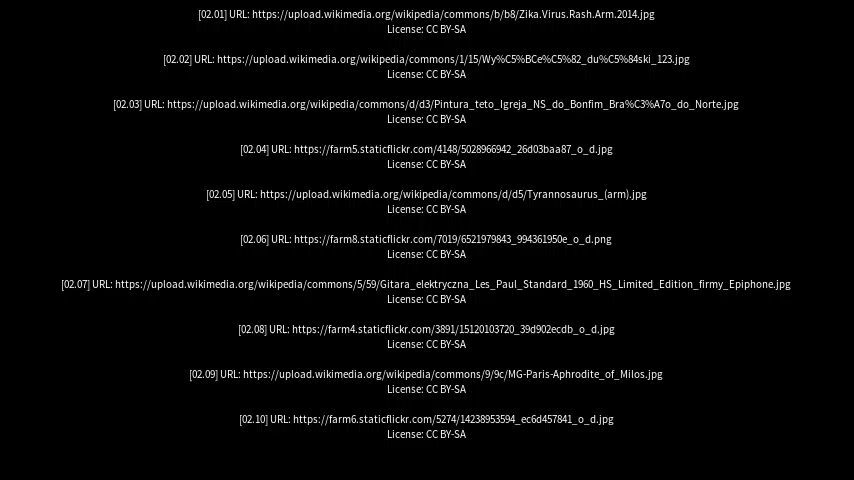 [02.01] URL: https://upload.wikimedia.org/wikipedia/commons/b/b8/Zika.Virus.Rash.Arm.2014.jpg
License: CC BY-SA
[02.02] URL: https://upload.wikimedia.org/wikipedia/commons/1/15/Wy%C5%BCe%C5%82_du%C5%84ski_123.jpg
License: CC BY-SA
[02.03] URL: https://upload.wikimedia.org/wikipedia/commons/d/d3/Pintura_teto_Igreja_NS_do_Bonfim_Bra%C3%A7o_do_Norte.jpg
License: CC BY-SA
[02.04] URL: https://farm5.staticflickr.com/4148/5028966942_26d03baa87_o_d.jpg
License: CC BY-SA
[02.05] URL: https://upload.wikimedia.org/wikipedia/commons/d/d5/Tyrannosaurus_(arm).jpg
License: CC BY-SA
[02.06] URL: https://farm8.staticflickr.com/7019/6521979843_994361950e_o_d.png
License: CC BY-SA
[02.07] URL: https://upload.wikimedia.org/wikipedia/commons/5/59/Gitara_elektryczna_Les_Paul_Standard_1960_HS_Limited_Edition_firmy_Epiphone.jpg
License: CC BY-SA
[02.08] URL: https://farm4.staticflickr.com/3891/15120103720_39d902ecdb_o_d.jpg
License: CC BY-SA
[02.09] URL: https://upload.wikimedia.org/wikipedia/commons/9/9c/MG-Paris-Aphrodite_of_Milos.jpg
License: CC BY-SA
[02.10] URL: https://farm6.staticflickr.com/5274/14238953594_ec6d457841_o_d.jpg
License: CC BY-SA